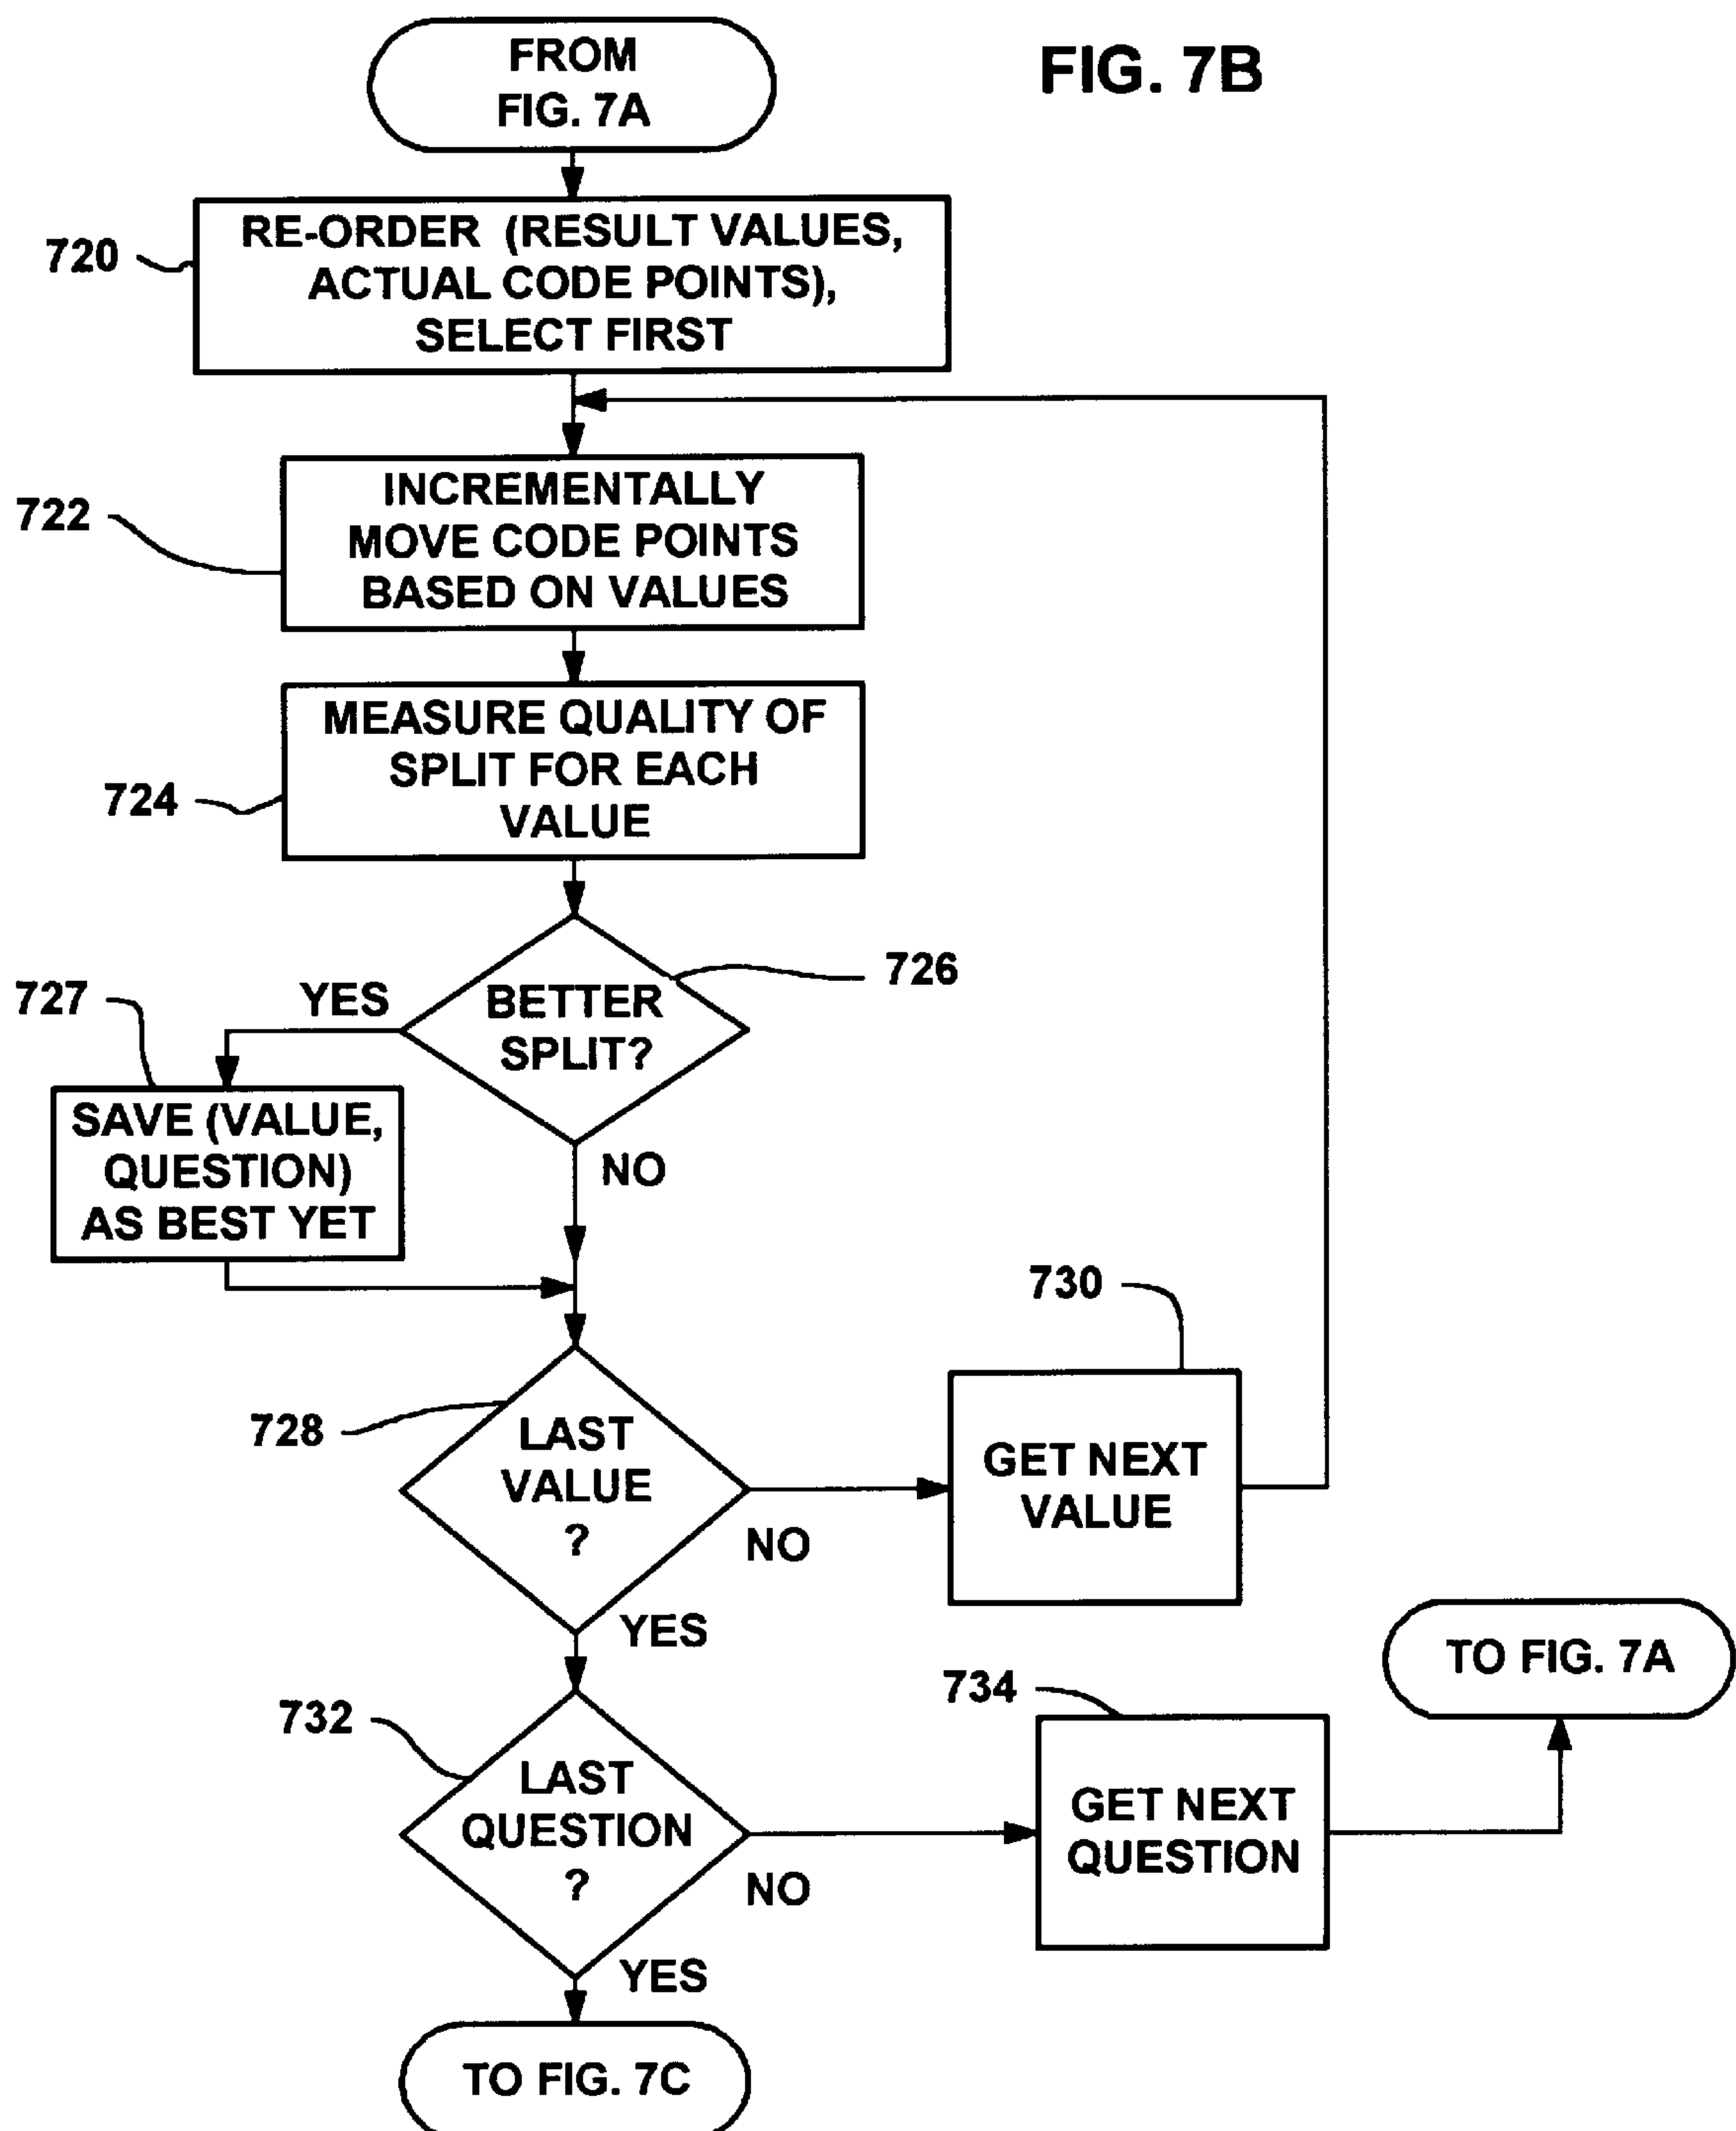 FROM
FIG. 7A
FIG. 7B
720
RE-ORDER (RESULT VALUES,
ACTUAL CODE POINTS),
SELECT FIRST
722
INCREMENTALLY
MOVE CODE POINTS
BASED ON VALUES
724
MEASURE QUALITY OF
SPLIT FOR EACH
VALUE
726
BETTER
SPLIT?
YES
727
SAVE (VALUE,
QUESTION)
AS BEST YET
NO
728
LAST
VALUE
?
NO
730
GET NEXT
VALUE
YES
732
LAST
QUESTION
?
NO
734
GET NEXT
QUESTION
TO FIG. 7A
YES
TO FIG. 7C